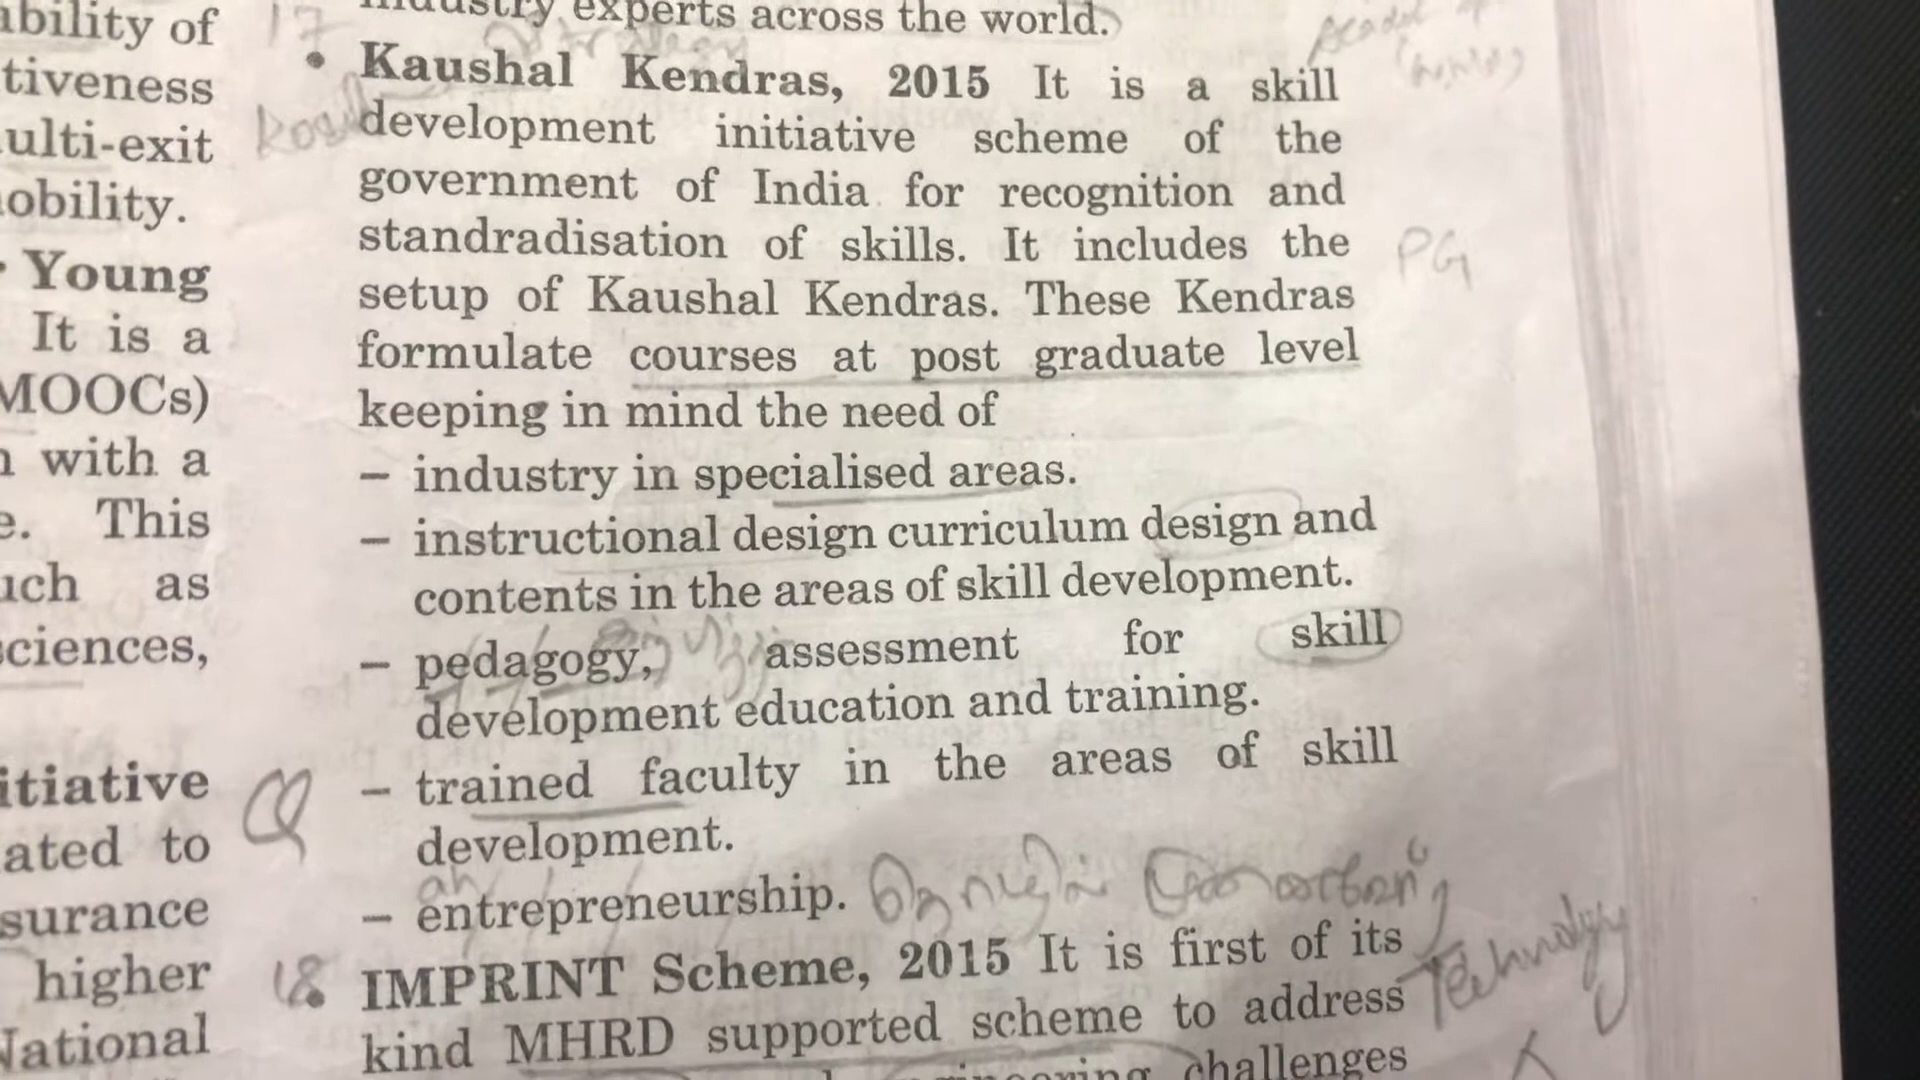 ability of
tiveness
ulti-exit
obility.
Young
It is a
MOOCs)
with a
e. This
uch as
sciences,
itiative
ated to
surance
higher
National
17
industry experts across the world.
• Kaushal Kendras, 2015 It is a skill
development initiative scheme of the
government of India for recognition and
standradisation of skills. It includes the
PG
setup of Kaushal Kendras. These Kendras
formulate courses at post graduate level
keeping in mind the need of
– industry in specialised areas.
– instructional design curriculum design and
contents in the areas of skill development.
– pedagogy, assessment for skill
development education and training.
– trained faculty in the areas of skill
development.
– entrepreneurship.
18 • IMPRINT Scheme, 2015 It is first of its
Technology
kind MHRD supported scheme to address
engineering challenges